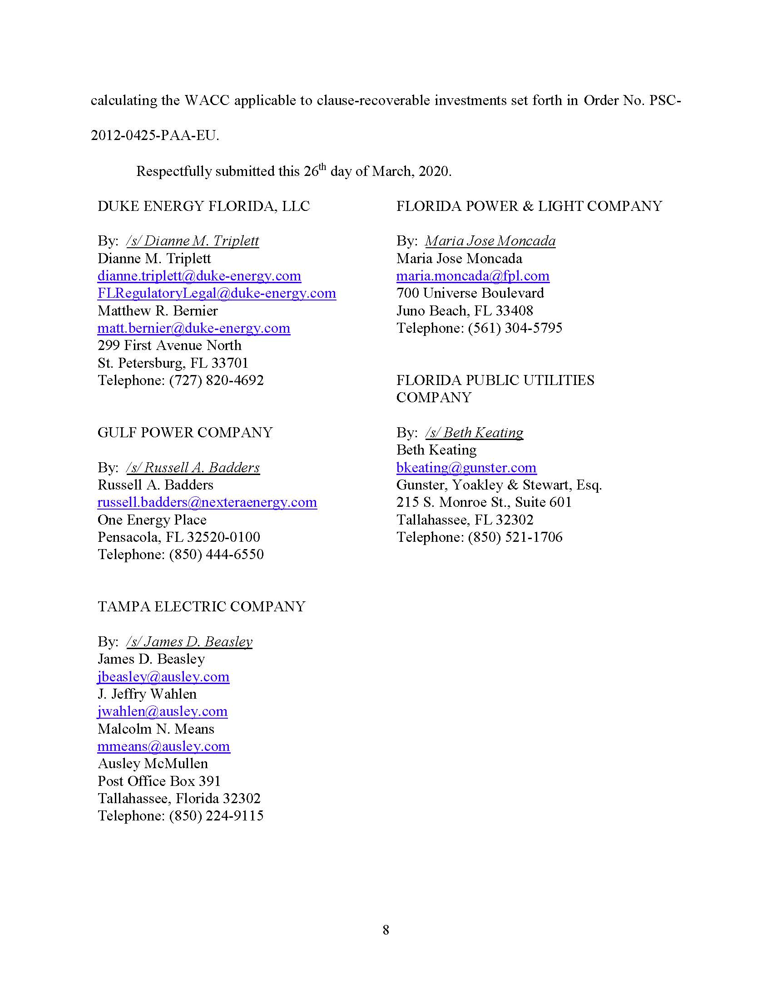 calculating the WACC applicable to clause-recoverable investments set forth in Order No. PSC-
2012-0425-PAA-EU.
Respectfully submitted this 26th day of March, 2020.
DUKE ENERGY FLORIDA, LLC
By: /s/ Dianne M. Triplett
Dianne M. Triplett
dianne.triplett@duke-energy.com
FLRegulatoryLegal@duke-energy.com
Matthew R. Bernier
matt.bernier@duke-energy.com
299 First Avenue North
St. Petersburg, FL 33701
Telephone: (727) 820-4692
GULF POWER COMPANY
By: /s/ Russell A. Badders
Russell A. Badders
russell.badders@nexteraenergy.com
One Energy Place
Pensacola, FL 32520-0100
Telephone: (850) 444-6550
TAMPA ELECTRIC COMPANY
By: /s/ James D. Beasley
James D. Beasley
jbeasley@ausley.com
J. Jeffry Wahlen
jwahlen@ausley.com
Malcolm N. Means
mmeans@ausley.com
Ausley McMullen
Post Office Box 391
Tallahassee, Florida 32302
Telephone: (850) 224-9115
FLORIDA POWER & LIGHT COMPANY
By: Maria Jose Moncada
Maria Jose Moncada
maria.moncada@fpl.com
700 Universe Boulevard
Juno Beach, FL 33408
Telephone: (561) 304-5795
FLORIDA PUBLIC UTILITIES
COMPANY
By: /s/ Beth Keating
Beth Keating
bkeating@gunster.com
Gunster, Yoakley & Stewart, Esq.
215 S. Monroe St., Suite 601
Tallahassee, FL 32302
Telephone: (850) 521-1706
8